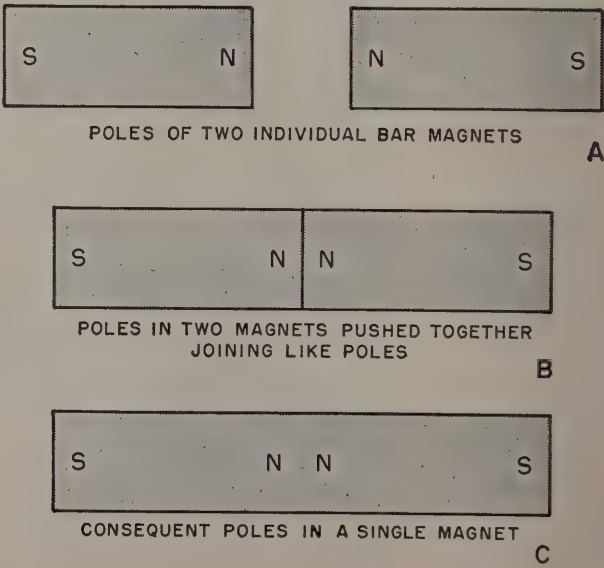 S N N S
POLES OF TWO INDIVIDUAL BAR MAGNETS
A
S N N S
POLES IN TWO MAGNETS PUSHED TOGETHER
JOINING LIKE POLES
B
S N N S
CONSEQUENT POLES IN A SINGLE MAGNET
C